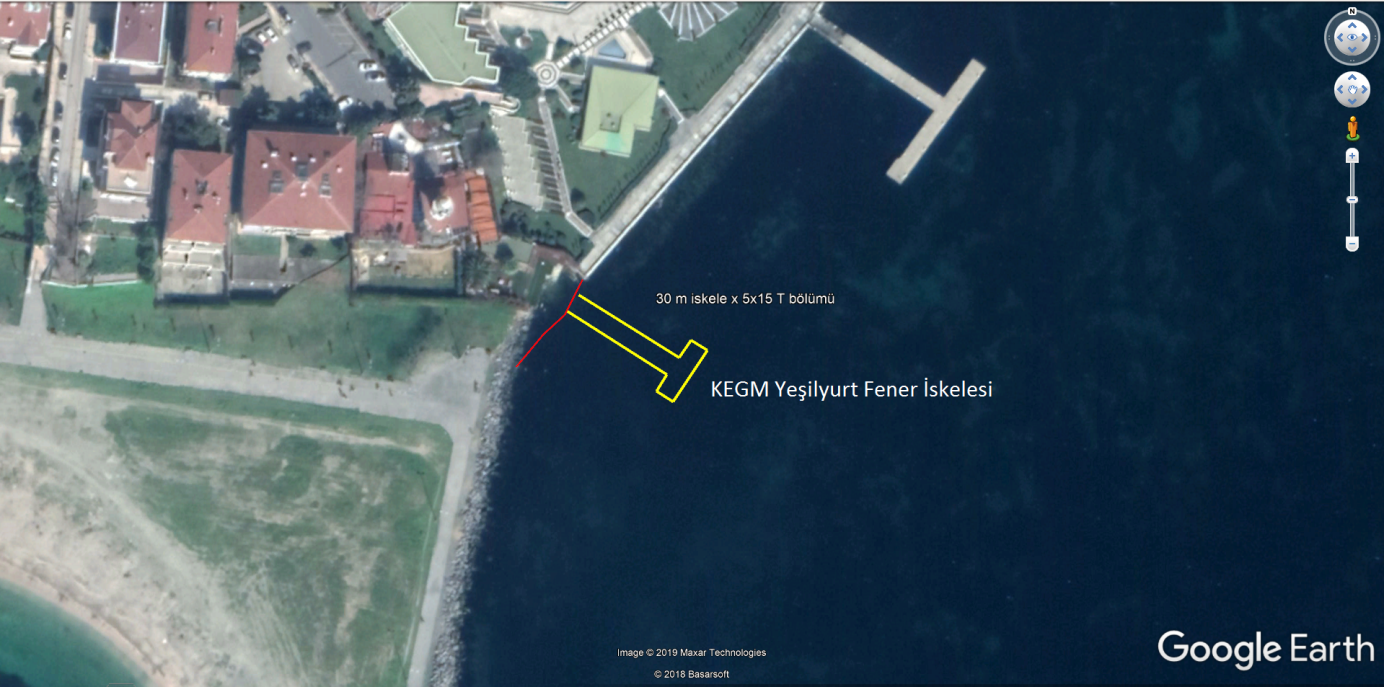 N
30 m iskele x 5x15 T bölümü
KEGM Yeşilyurt Fener İskelesi
Image © 2019 Maxar Technologies
© 2018 Basarsoft
Google Earth